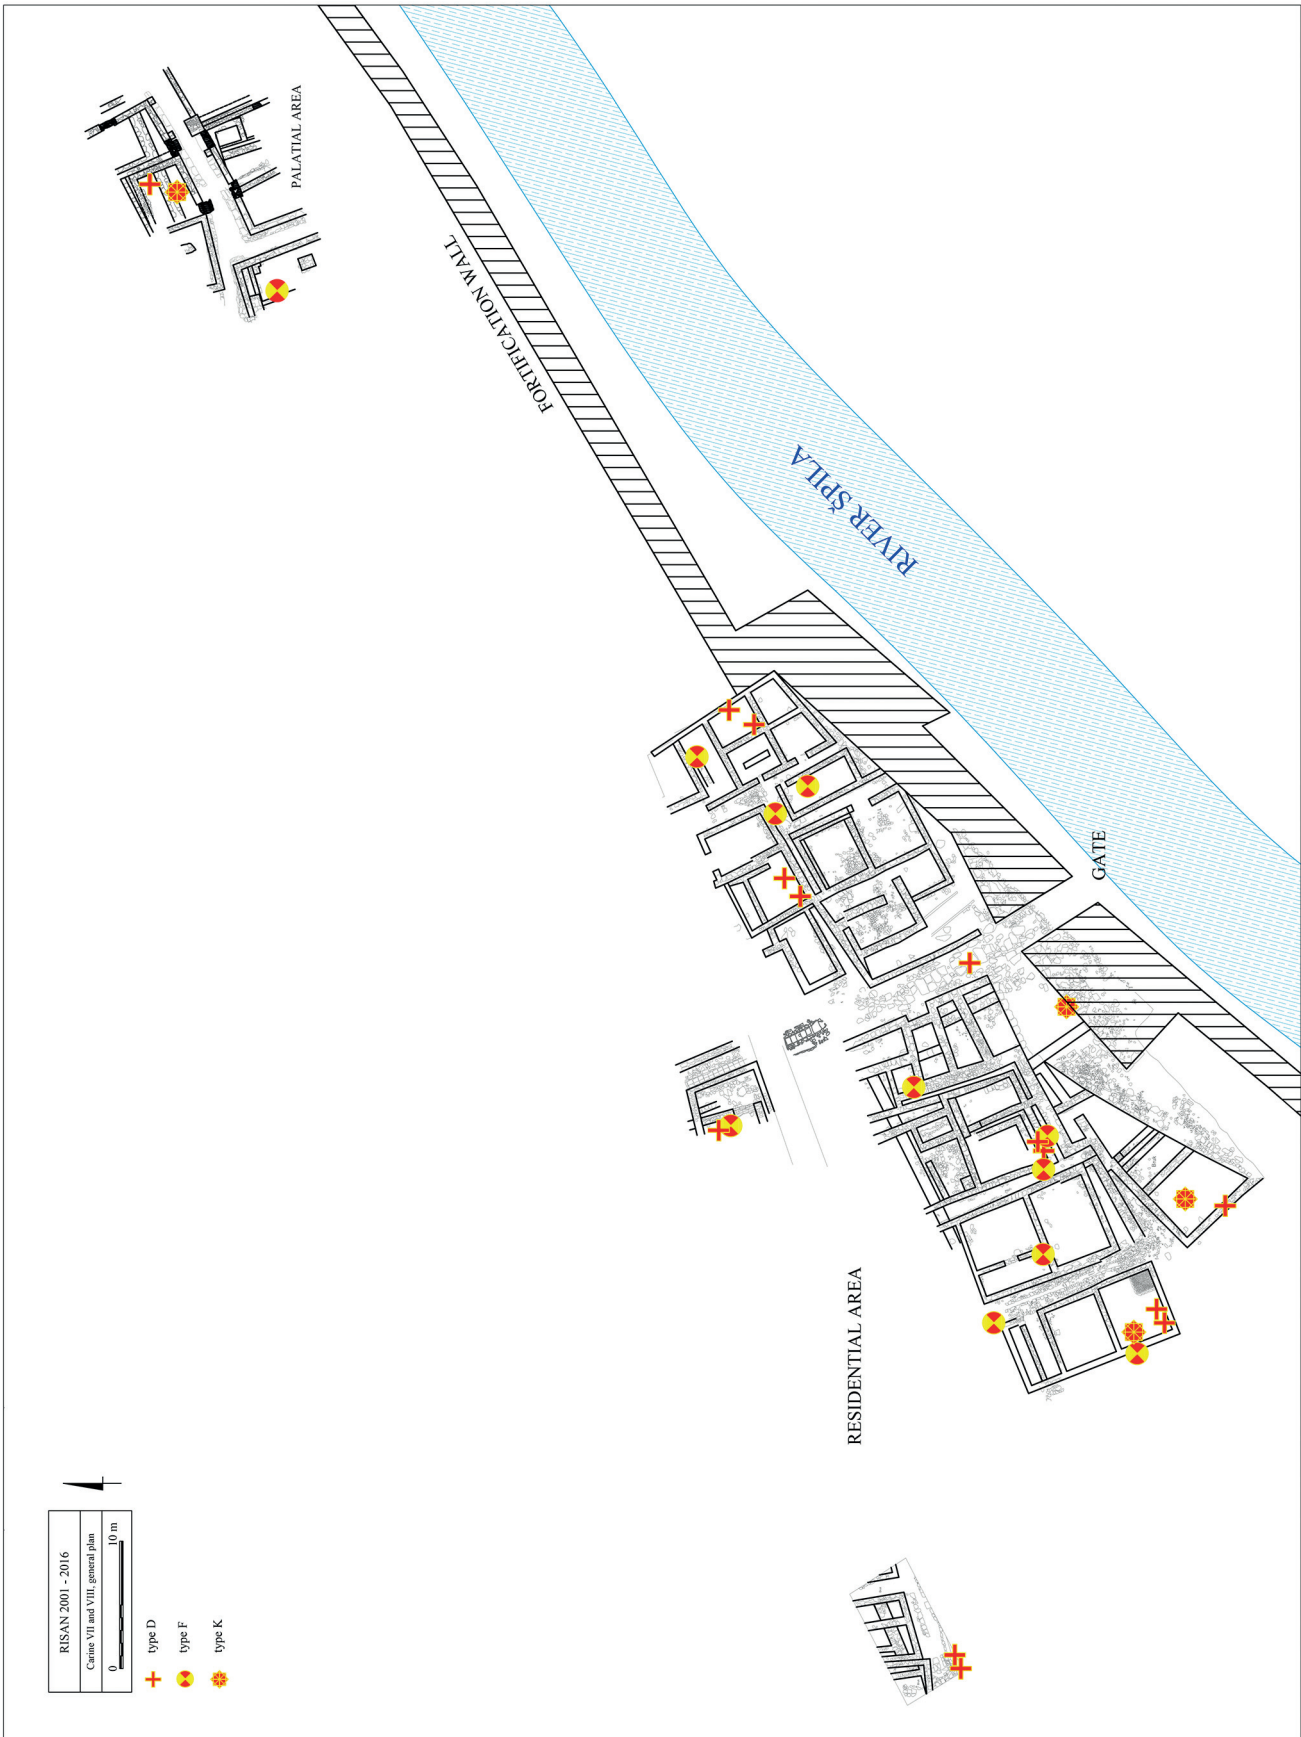 PALATIAL AREA
FORTIFICATION WALL
RIVER ŠPILA
GATE
RESIDENTIAL AREA
RISAN 2001 - 2016
Carine VII and VIII, general plan
0 10 m
type D
type F
type K